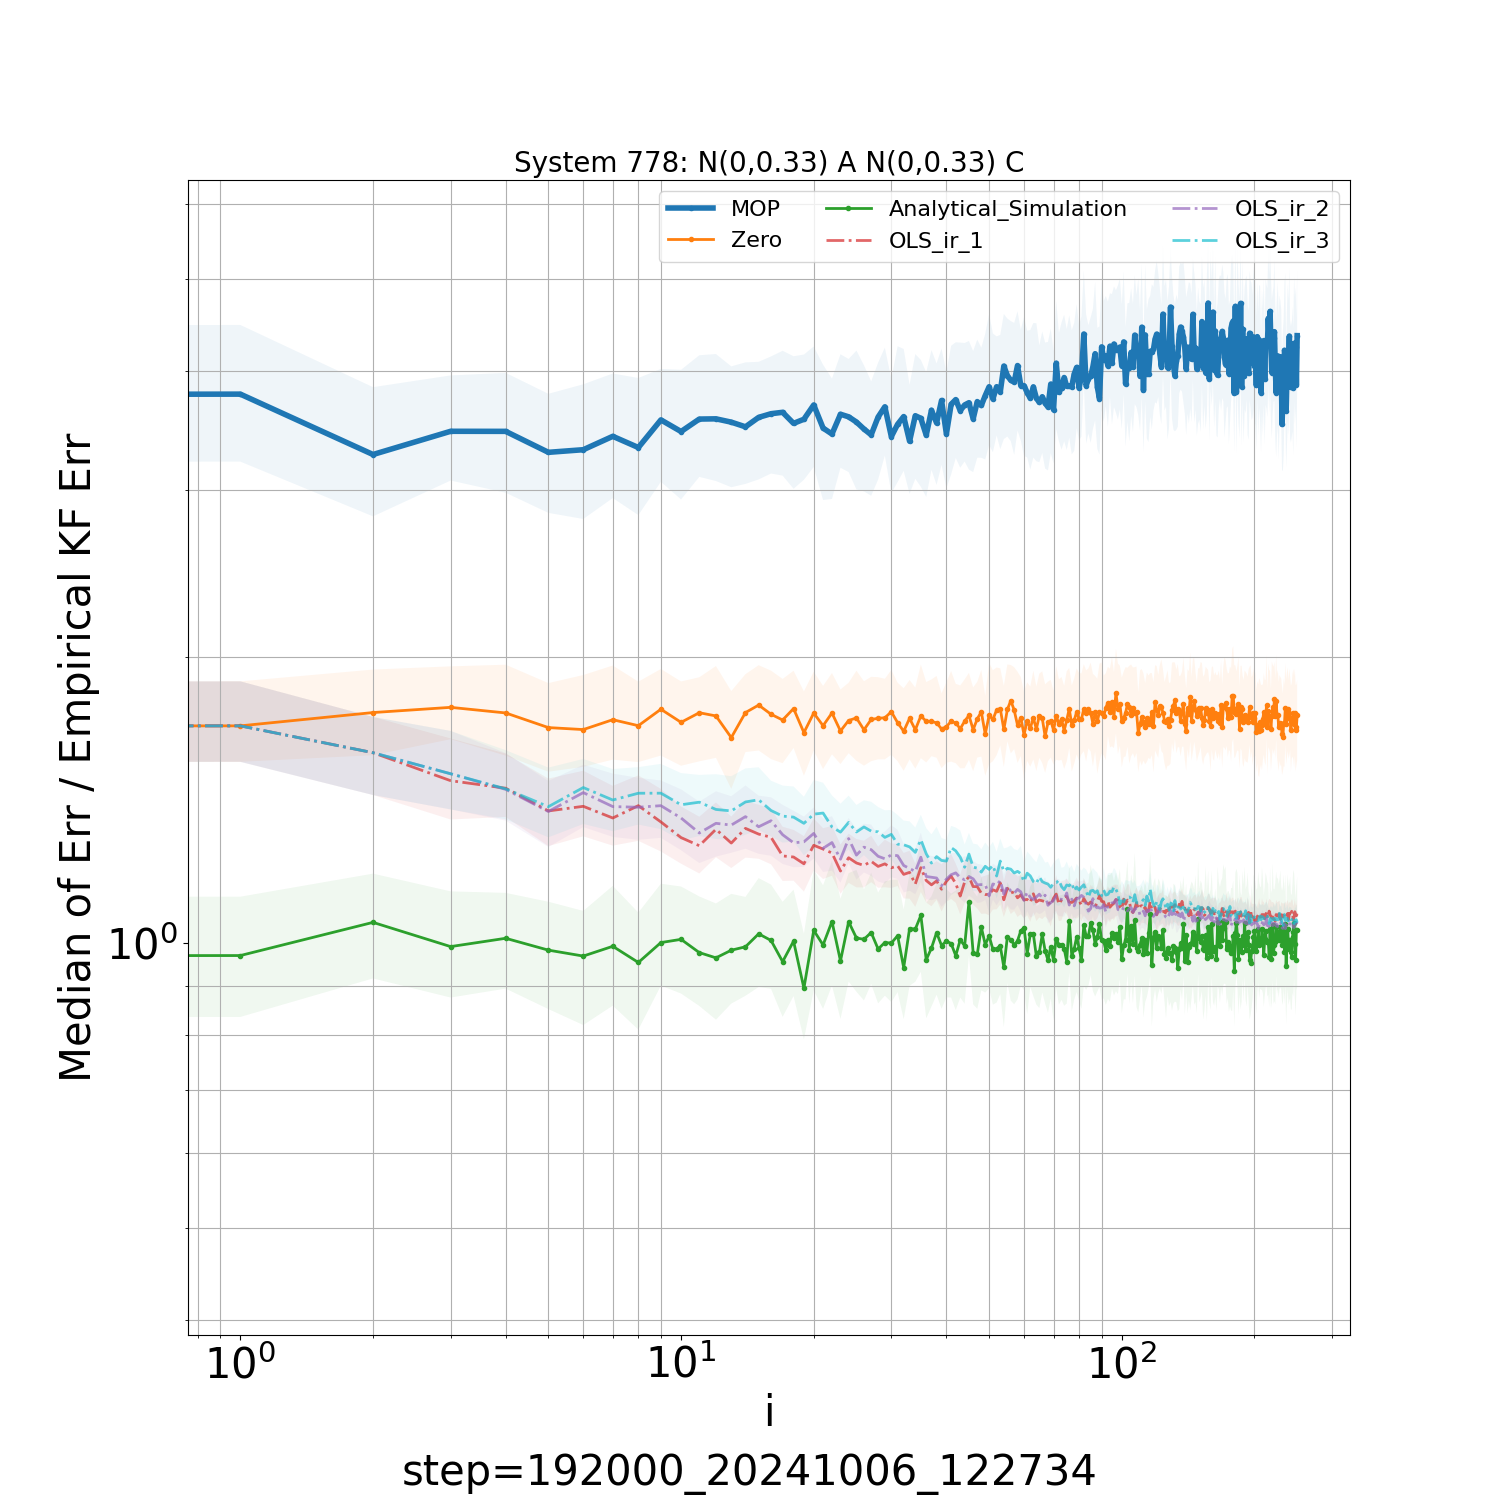 System 778: N(0,0.33) A N(0,0.33) C
MOP
Zero
Analytical_Simulation
OLS_ir_1
OLS_ir_2
OLS_ir_3
Median of Err / Empirical KF Err
10⁰
10⁰ 10¹ 10²
i
step=192000_20241006_122734